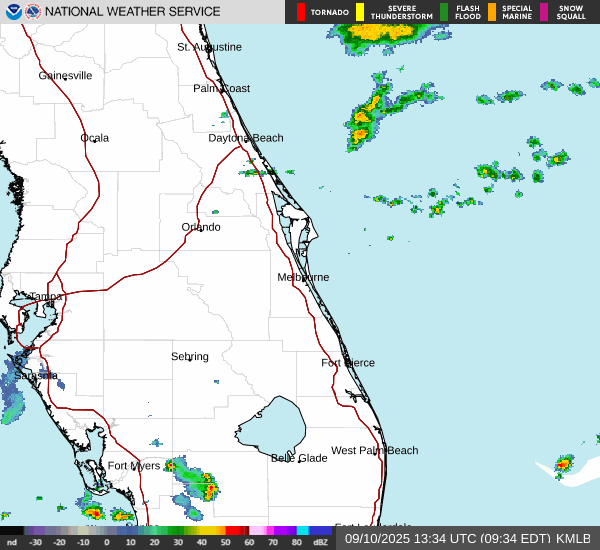 NATIONAL WEATHER SERVICE
TORNADO
SEVERE THUNDERSTORM
FLASH FLOOD
SPECIAL MARINE
SNOW SQUALL
St. Augustine
Gainesville
Palm Coast
Ocala
Daytona Beach
Orlando
Melbourne
Tampa
Sebring
Fort Pierce
Sarasota
West Palm Beach
Belle Glade
Fort Myers
Fort Lauderdale
nd -30 -20 -10 0 10 20 30 40 50 60 70 80 dBZ
09/10/2025 13:34 UTC (09:34 EDT) KMLB